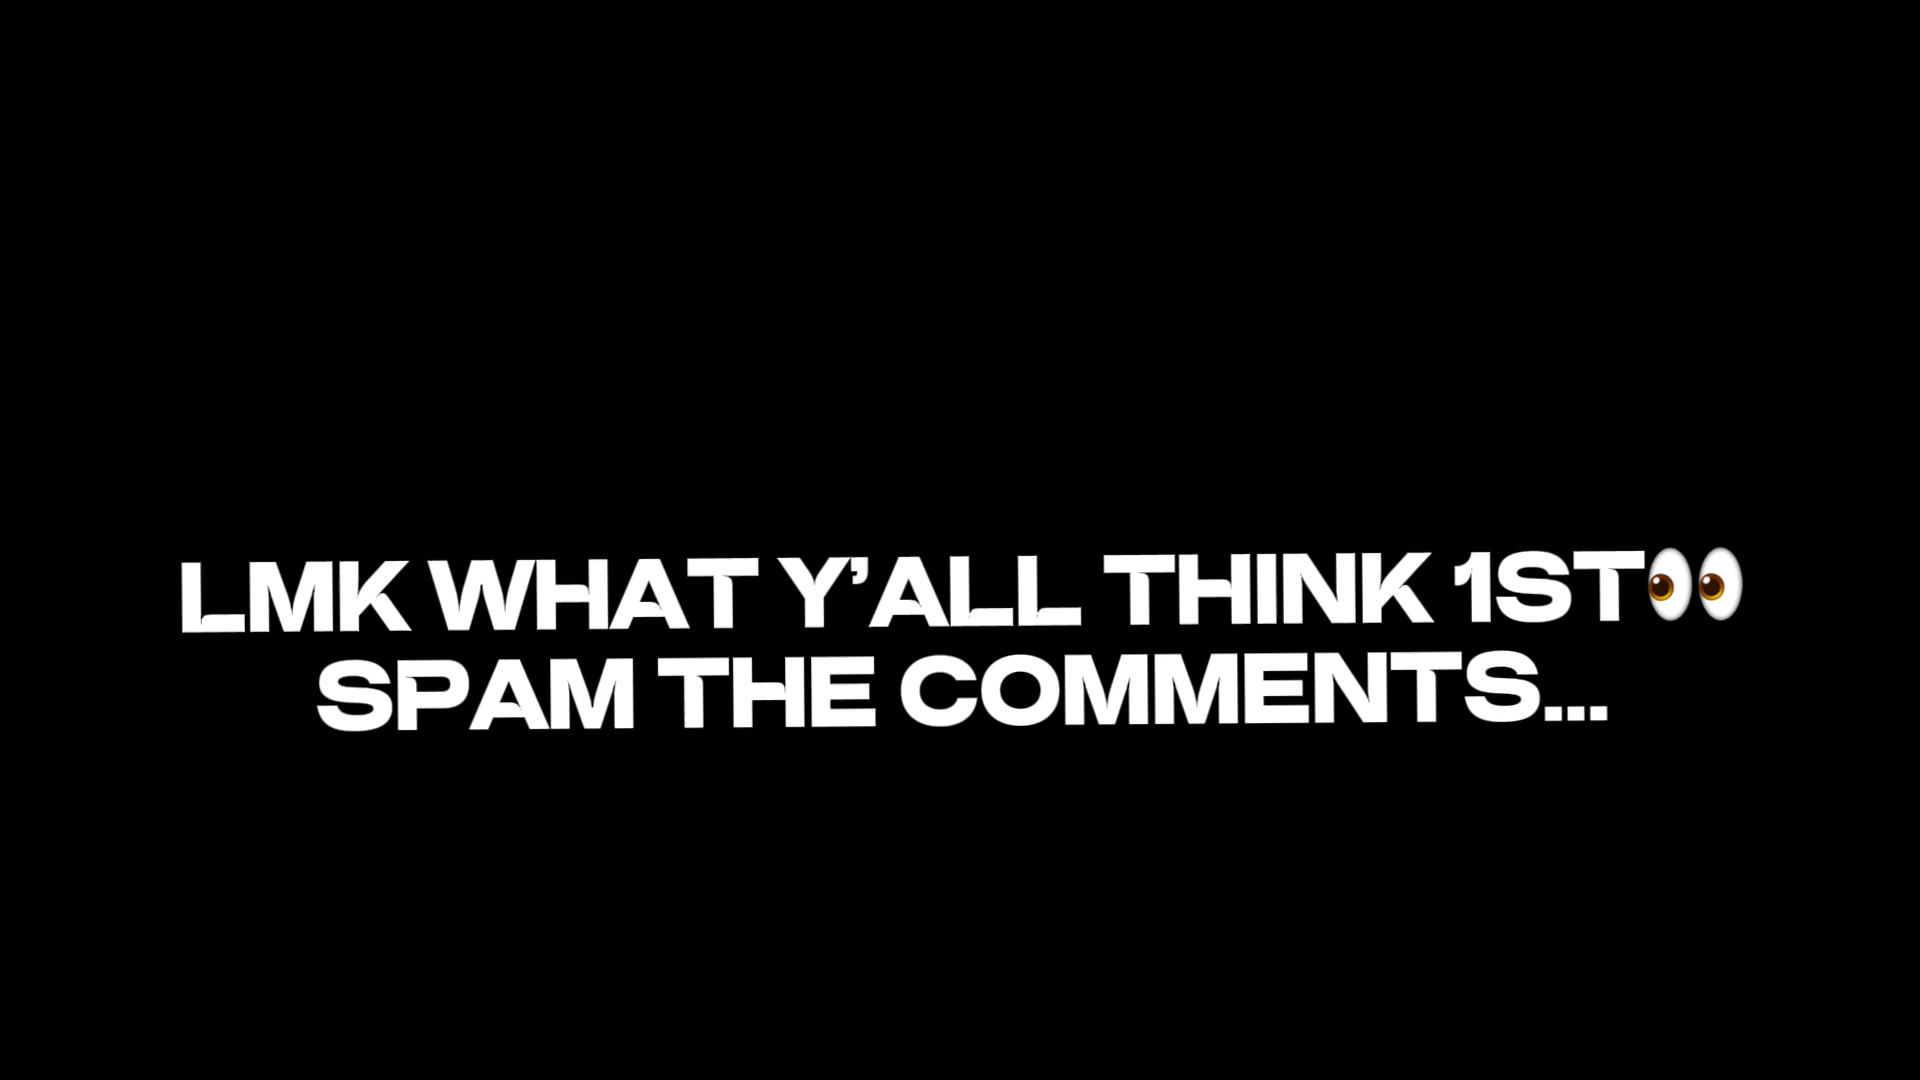 LMK WHAT Y’ALL THINK 1ST👀
SPAM THE COMMENTS...